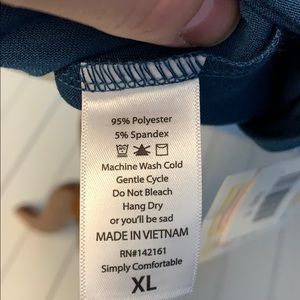 95% Polyester
5% Spandex
Machine Wash Cold
Gentle Cycle
Do Not Bleach
Hang Dry
or you'll be sad
MADE IN VIETNAM
RN#142161
Simply Comfortable
XL